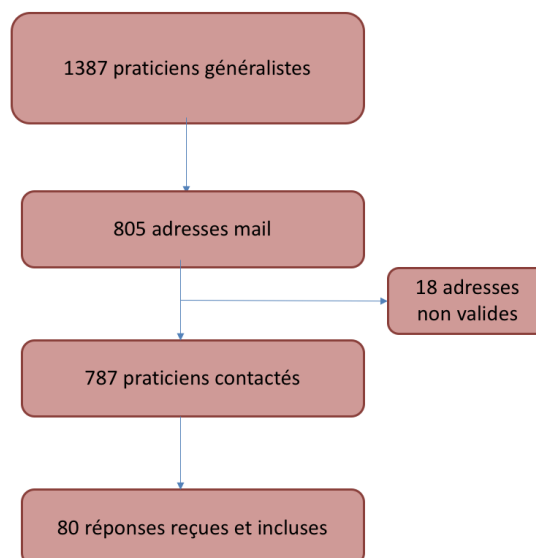 1387 praticiens généralistes
805 adresses mail
18 adresses
non valides
787 praticiens contactés
80 réponses reçues et incluses